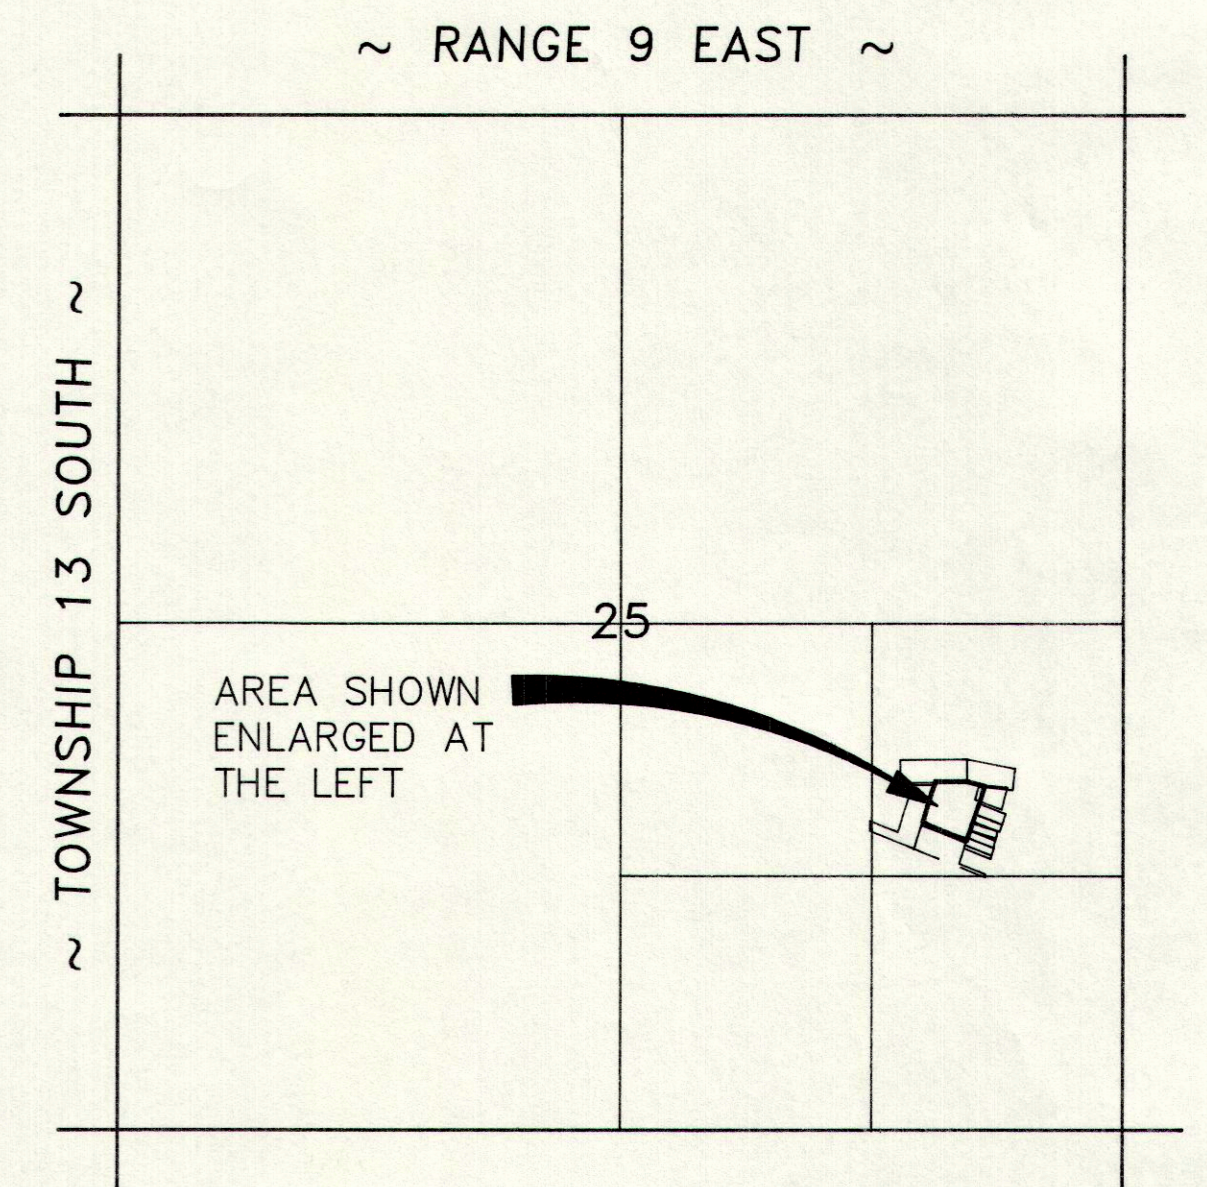 ~ RANGE 9 EAST ~
~ TOWNSHIP 13 SOUTH ~
25
AREA SHOWN
ENLARGED AT
THE LEFT